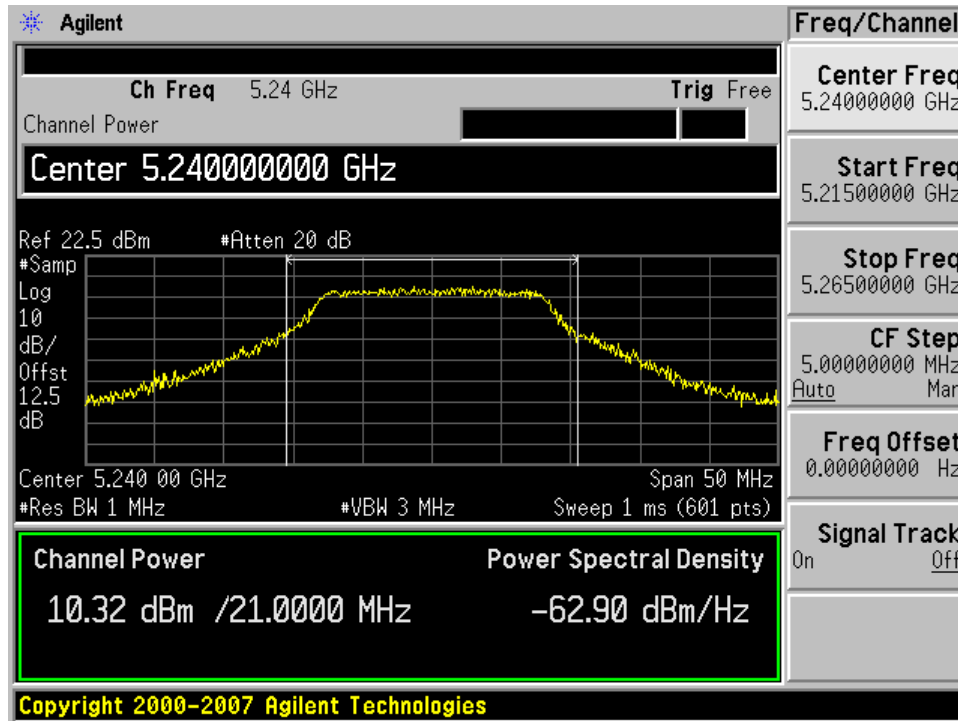 Agilent
Freq/Channel
Ch Freq 5.24 GHz Trig Free
Channel Power
Center 5.240000000 GHz
Ref 22.5 dBm #Atten 20 dB
#Samp
Log
10
dB/
Offst
12.5
dB
Center 5.240 00 GHz Span 50 MHz
#Res BW 1 MHz #VBW 3 MHz Sweep 1 ms (601 pts)
Channel Power Power Spectral Density
10.32 dBm /21.0000 MHz -62.90 dBm/Hz
Copyright 2000-2007 Agilent Technologies
Center Freq
5.24000000 GHz
Start Freq
5.21500000 GHz
Stop Freq
5.26500000 GHz
CF Step
5.00000000 MHz
Auto Man
Freq Offset
0.00000000 Hz
Signal Track
On Off